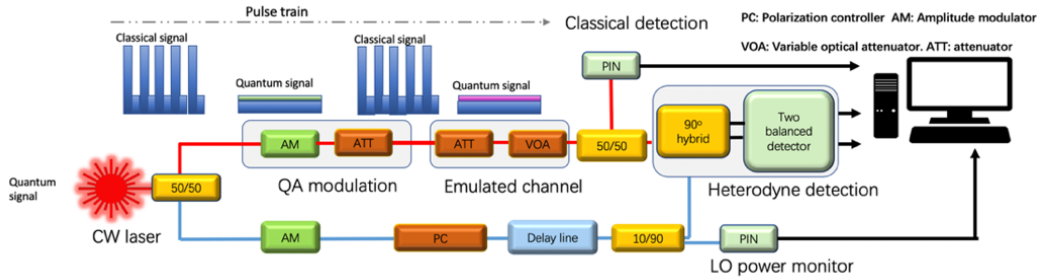 Pulse train
Classical detection
PC: Polarization controller AM: Amplitude modulator
VOA: Variable optical attenuator. ATT: attenuator
Classical signal
Quantum signal
Classical signal
Quantum signal
PIN
AM
ATT
ATT
VOA
50/50
90° hybrid
Two
balanced
detector
QA modulation
Emulated channel
Heterodyne detection
Quantum
signal
50/50
CW laser
AM
PC
Delay line
10/90
PIN
LO power monitor